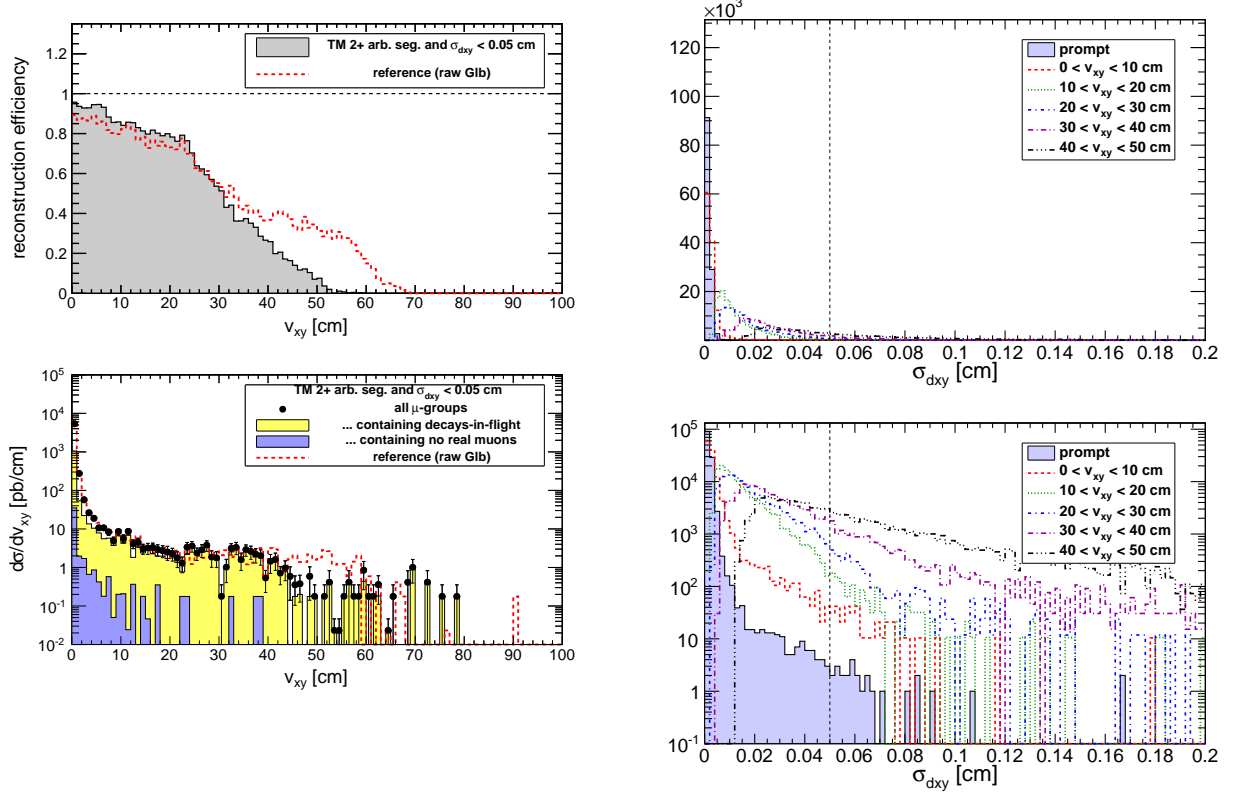 1.2
1
0.8
0.6
0.4
0.2
0
reconstruction efficiency
TM 2+ arb. seg. and σdxy < 0.05 cm
reference (raw Glb)
0 10 20 30 40 50 60 70 80 90 100
vxy [cm]
×10³
120
100
80
60
40
20
0
prompt
0 < vxy < 10 cm
10 < vxy < 20 cm
20 < vxy < 30 cm
30 < vxy < 40 cm
40 < vxy < 50 cm
0 0.02 0.04 0.06 0.08 0.1 0.12 0.14 0.16 0.18 0.2
σdxy [cm]
10⁵
10⁴
10³
10²
10
1
10⁻¹
10⁻²
dσ/dvxy [pb/cm]
TM 2+ arb. seg. and σdxy < 0.05 cm
all μ-groups
... containing decays-in-flight
... containing no real muons
reference (raw Glb)
0 10 20 30 40 50 60 70 80 90 100
vxy [cm]
10⁵
10⁴
10³
10²
10
1
10⁻¹
prompt
0 < vxy < 10 cm
10 < vxy < 20 cm
20 < vxy < 30 cm
30 < vxy < 40 cm
40 < vxy < 50 cm
0 0.02 0.04 0.06 0.08 0.1 0.12 0.14 0.16 0.18 0.2
σdxy [cm]